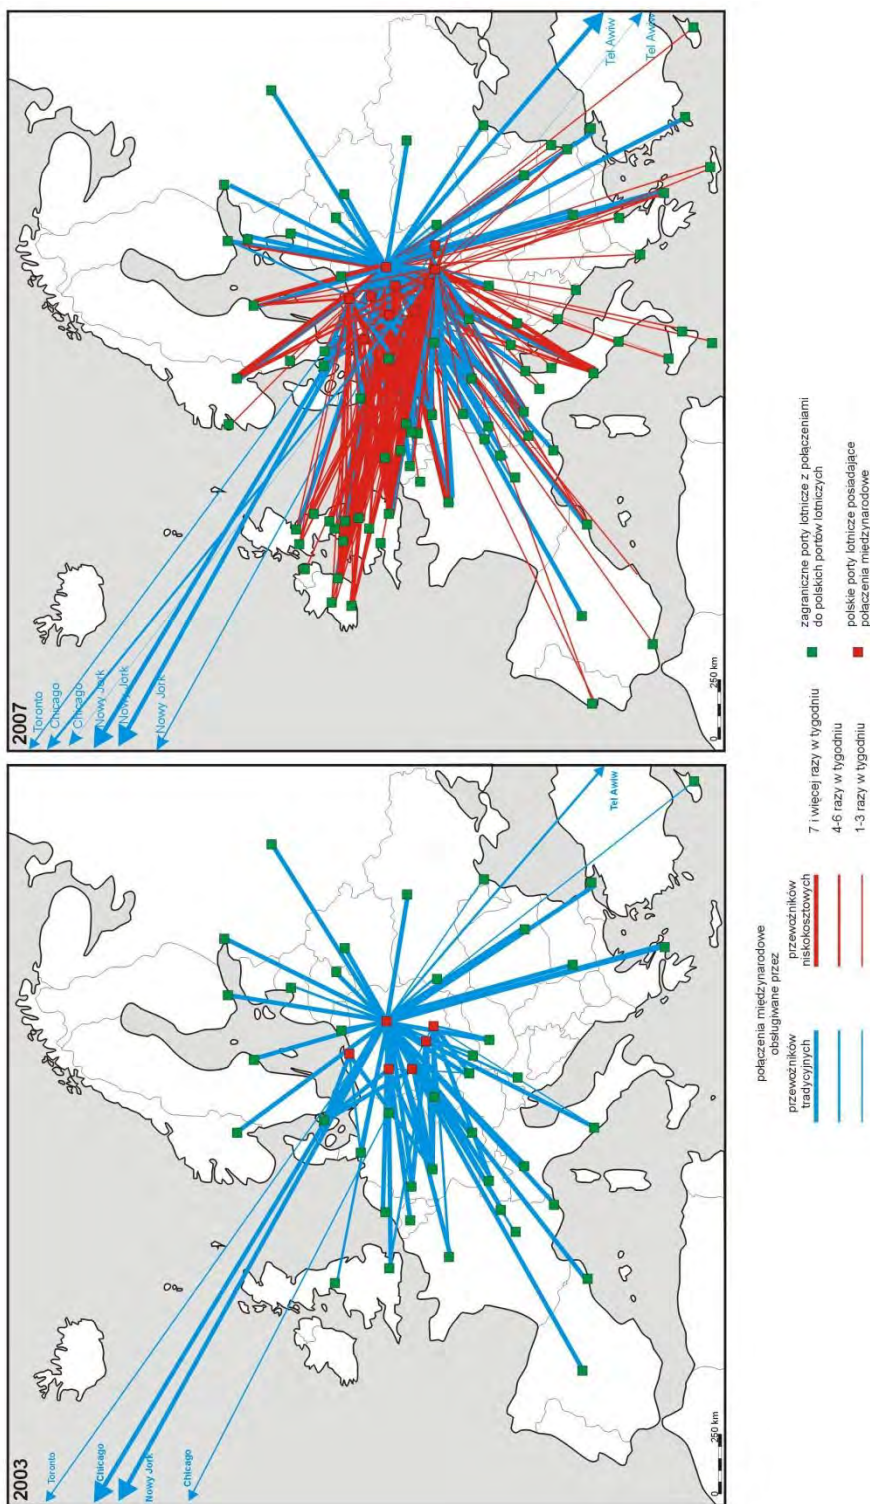 2007
Toronto
Chicago
Chicago
Nowy Jork
Nowy Jork
Nowy Jork
Tel Awiw
Tel Awiw
0
250 km
2003
Toronto
Chicago
Nowy Jork
Chicago
Tel Awiw
0
250 km
połączenia międzynarodowe
obsługiwane przez
przewoźników
tradycyjnych
przewoźników
niskokosztowych
7 i więcej razy w tygodniu
4-6 razy w tygodniu
1-3 razy w tygodniu
zagraniczne porty lotnicze z połączeniami
do polskich portów lotniczych
polskie porty lotnicze posiadające
połączenia międzynarodowe